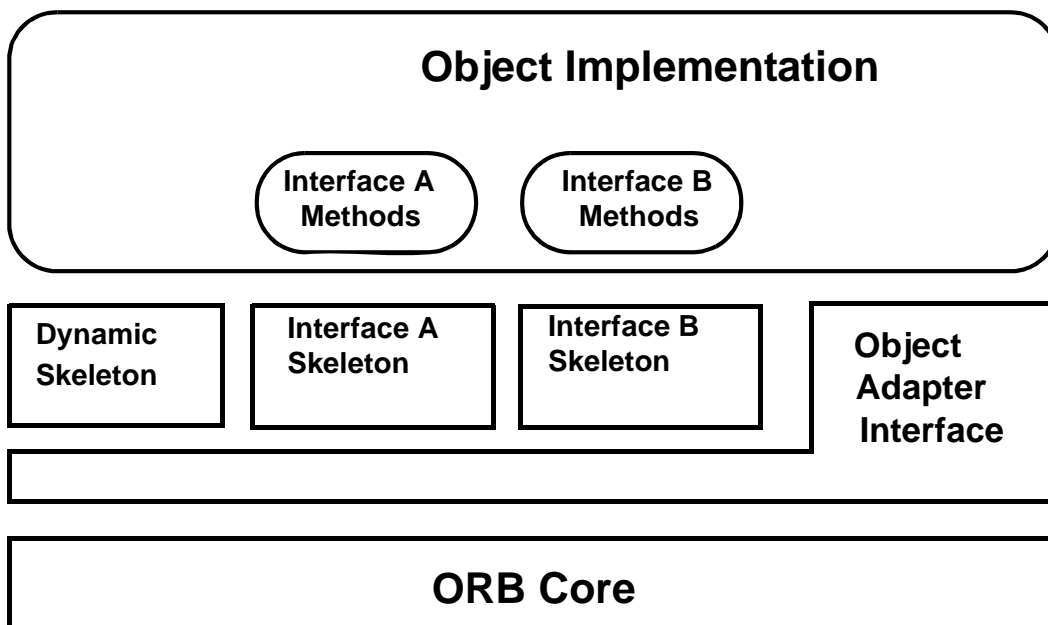 Object Implementation
Interface A
Methods
Interface B
Methods
Dynamic
Skeleton
Interface A
Skeleton
Interface B
Skeleton
Object
Adapter
Interface
ORB Core